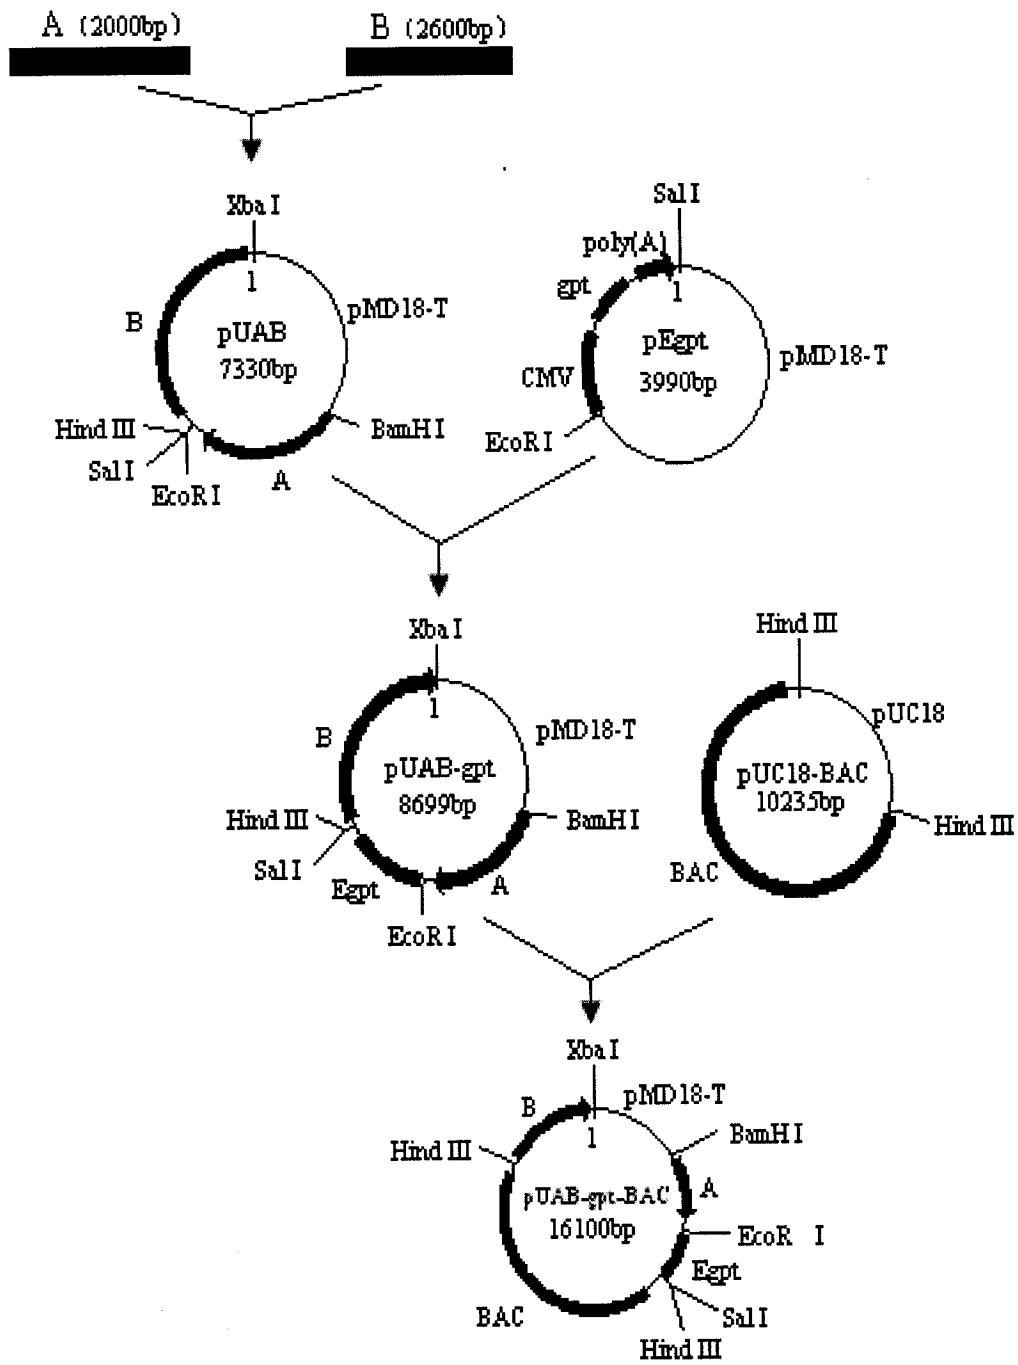 A (2000bp)
B (2600bp)
Xba I
1
B
pMD18-T
pUAB
7330bp
Hind III
Sal I
EcoR I
A
BamH I
Sal I
poly(A)
1
gpt
pEgpt
3990bp
pMD18-T
CMV
EcoR I
Xba I
1
B
pMD18-T
pUAB-gpt
8699bp
Hind III
Sal I
Egpt
EcoR I
A
BamH I
Hind III
pUC18
pUC18-BAC
10235bp
Hind III
BAC
Xba I
B
pMD18-T
1
BamH I
Hind III
A
pUAB-gpt-BAC
16100bp
EcoR I
Egpt
BAC
Sal I
Hind III